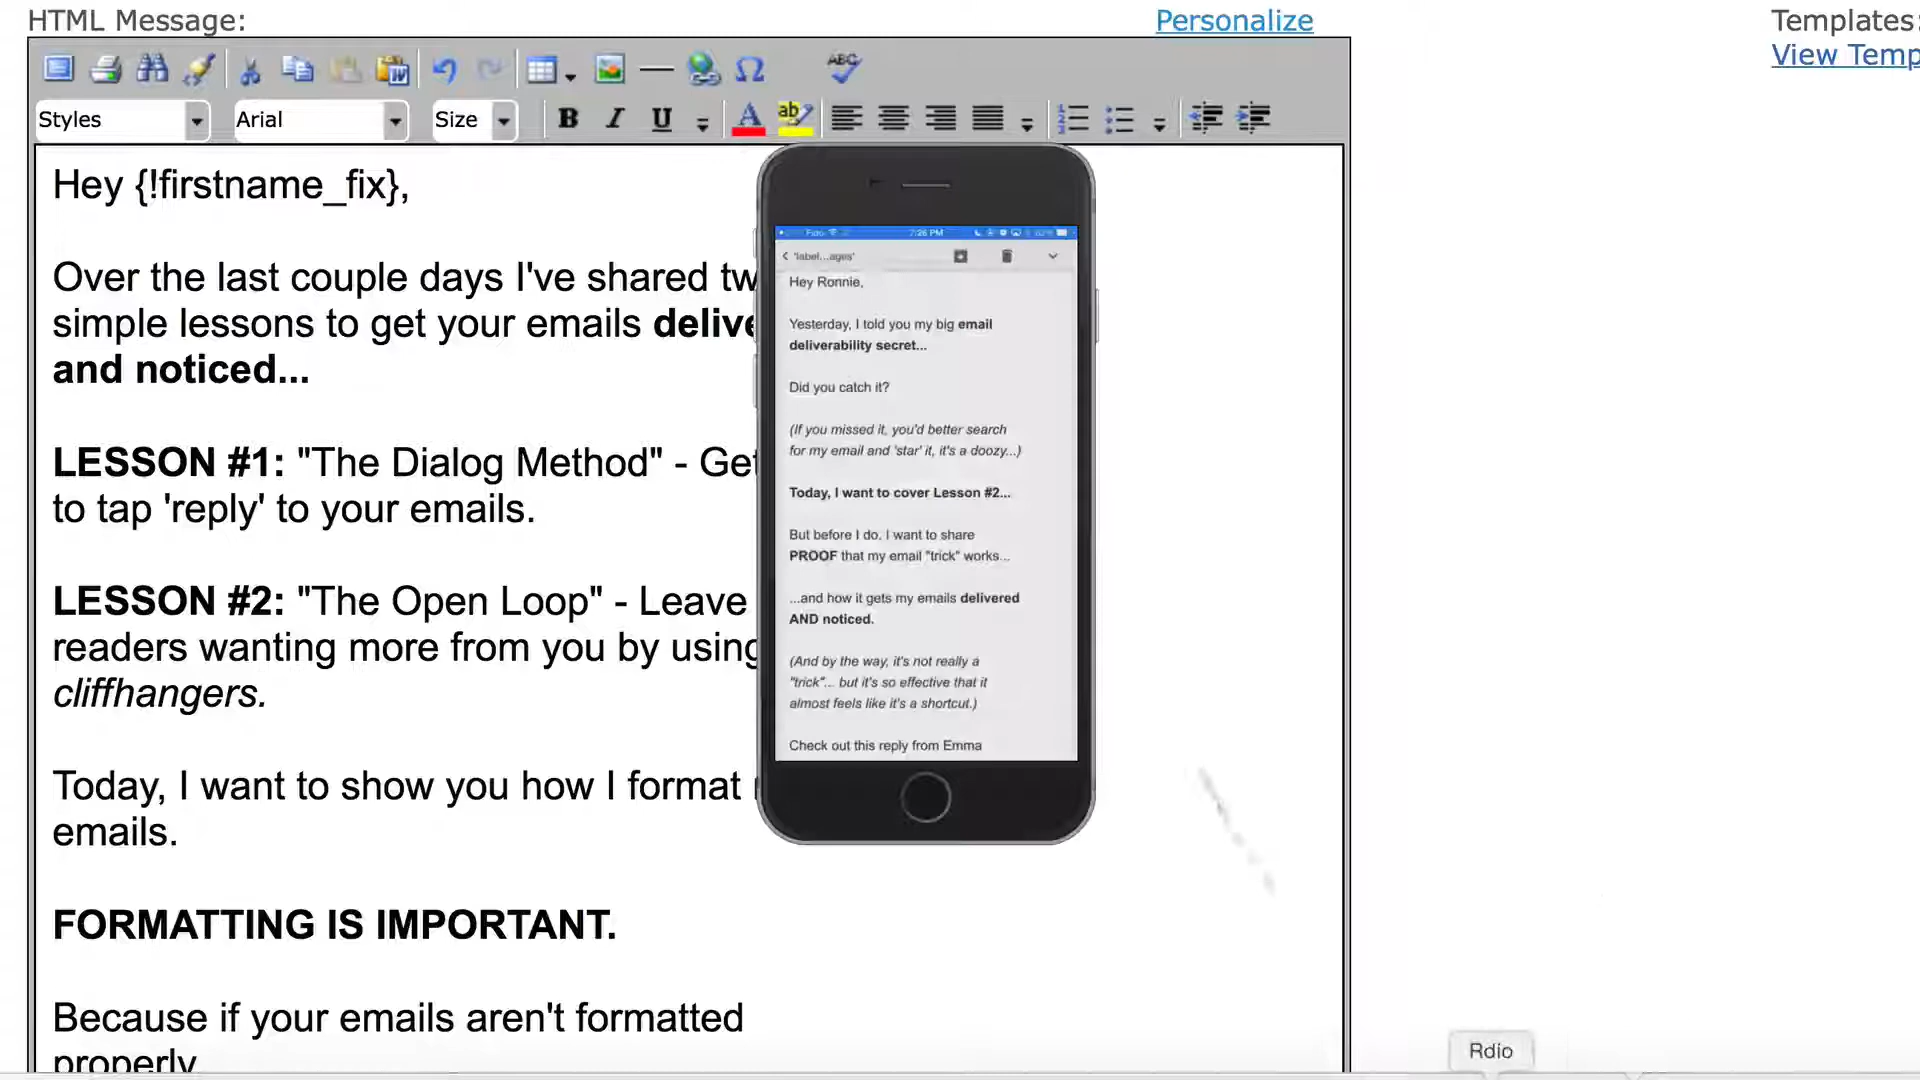 HTML Message:
Personalize
Templates:
View Temp
ABC
Styles
Arial
Size
B I U
A
ab
Hey {!firstname_fix},
Over the last couple days I've shared tw
simple lessons to get your emails delive
and noticed...
LESSON #1: "The Dialog Method" - Get
to tap 'reply' to your emails.
LESSON #2: "The Open Loop" - Leave
readers wanting more from you by using
cliffhangers.
Today, I want to show you how I format
emails.
FORMATTING IS IMPORTANT.
Because if your emails aren't formatted
properly
Fido
7:26 PM
'label...ages'
Hey Ronnie,
Yesterday, I told you my big email
deliverability secret...
Did you catch it?
(If you missed it, you'd better search
for my email and 'star' it, it's a doozy...)
Today, I want to cover Lesson #2...
But before I do, I want to share
PROOF that my email "trick" works...
...and how it gets my emails delivered
AND noticed.
(And by the way, it's not really a
"trick"... but it's so effective that it
almost feels like it's a shortcut.)
Check out this reply from Emma
Rdio